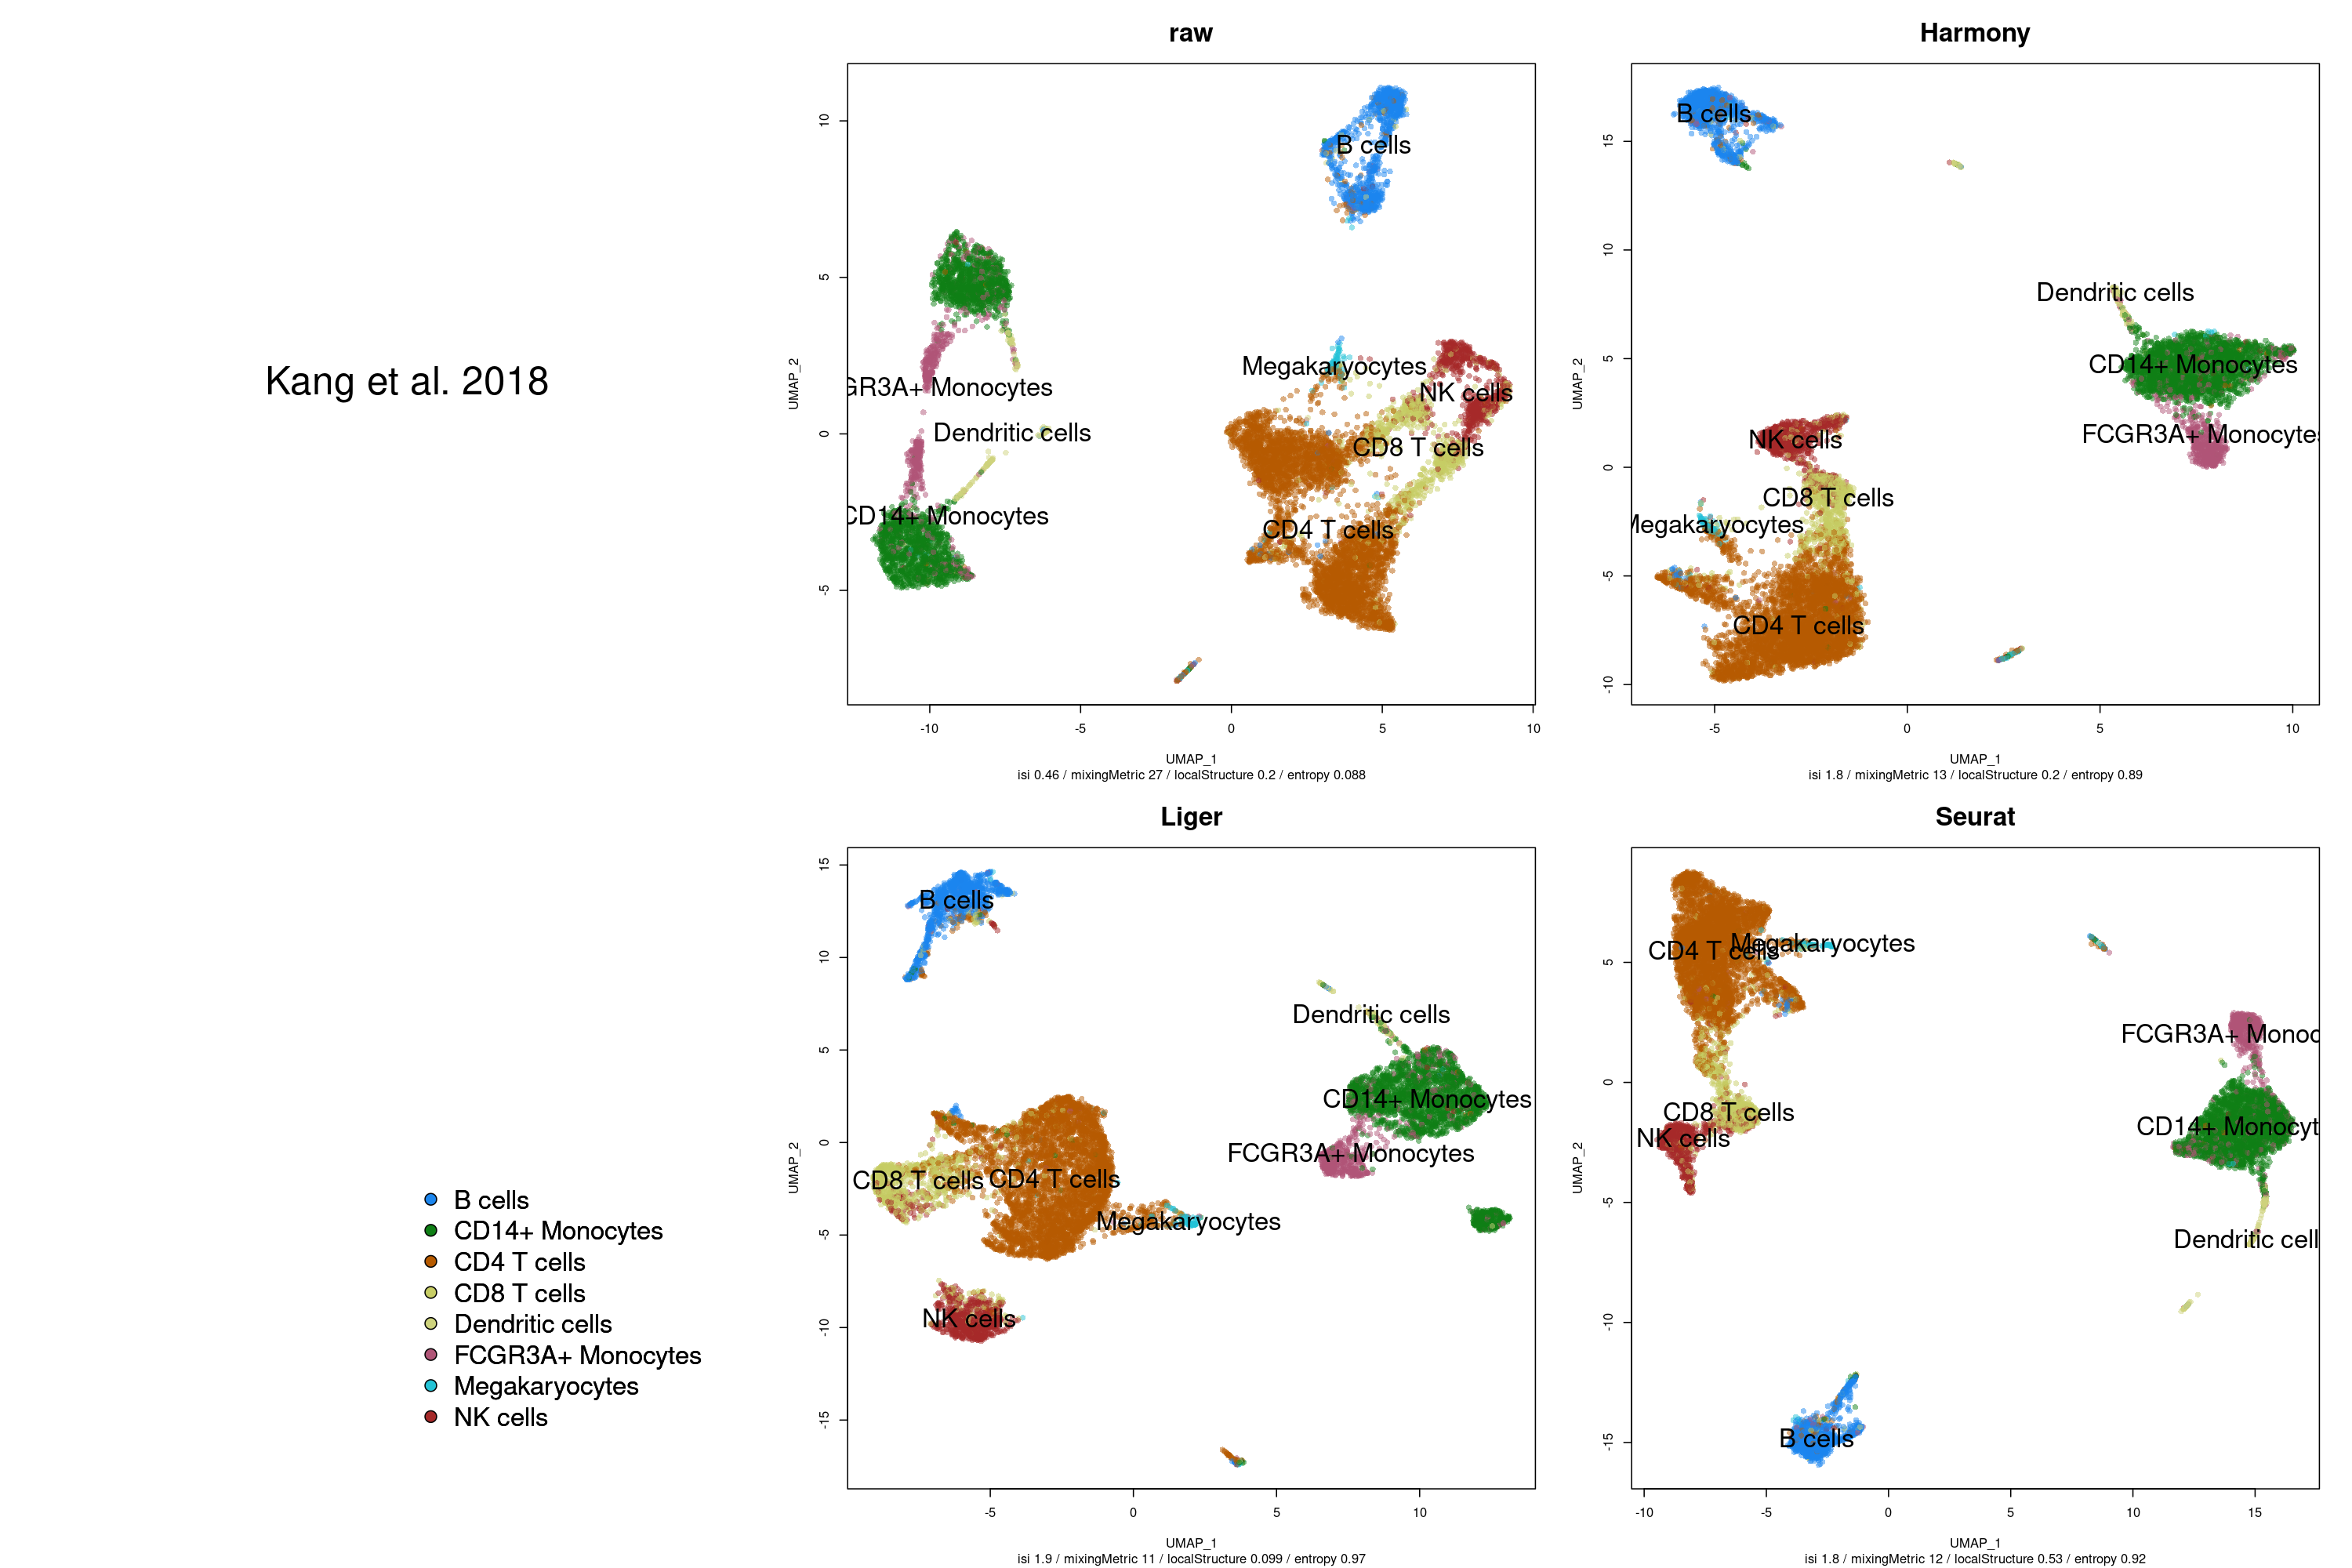 Kang et al. 2018
raw
10
5
0
-5
UMAP_2
B cells
GR3A+ Monocytes
Dendritic cells
CD14+ Monocytes
Megakaryocytes
NK cells
CD8 T cells
CD4 T cells
-10 -5 0 5 10
UMAP_1
isi 0.46 / mixingMetric 27 / localStructure 0.2 / entropy 0.088
Harmony
15
10
5
0
-5
-10
UMAP_2
B cells
Dendritic cells
CD14+ Monocytes
FCGR3A+ Monocytes
NK cells
CD8 T cells
Megakaryocytes
CD4 T cells
-5 0 5 10
UMAP_1
isi 1.8 / mixingMetric 13 / localStructure 0.2 / entropy 0.89
B cells
CD14+ Monocytes
CD4 T cells
CD8 T cells
Dendritic cells
FCGR3A+ Monocytes
Megakaryocytes
NK cells
Liger
15
10
5
0
-5
-10
-15
UMAP_2
B cells
Dendritic cells
CD14+ Monocytes
FCGR3A+ Monocytes
CD8 T cells
CD4 T cells
Megakaryocytes
NK cells
-5 0 5 10
UMAP_1
isi 1.9 / mixingMetric 11 / localStructure 0.099 / entropy 0.97
Seurat
5
0
-5
-10
-15
UMAP_2
Megakaryocytes
CD4 T cells
FCGR3A+ Monoc
CD8 T cells
CD14+ Monocyt
NK cells
Dendritic cell
B cells
-10 -5 0 5 10 15
UMAP_1
isi 1.8 / mixingMetric 12 / localStructure 0.53 / entropy 0.92